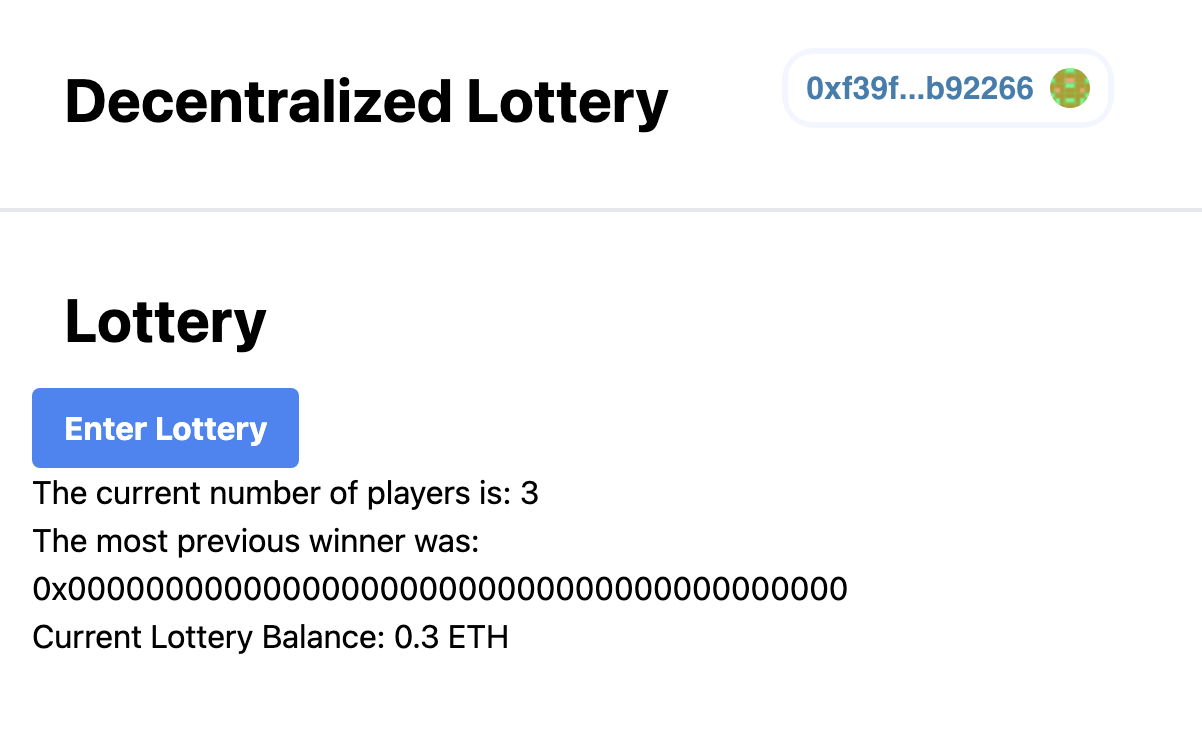 Decentralized Lottery
0xf39f...b92266
Lottery
Enter Lottery
The current number of players is: 3
The most previous winner was:
0x0000000000000000000000000000000000000000
Current Lottery Balance: 0.3 ETH